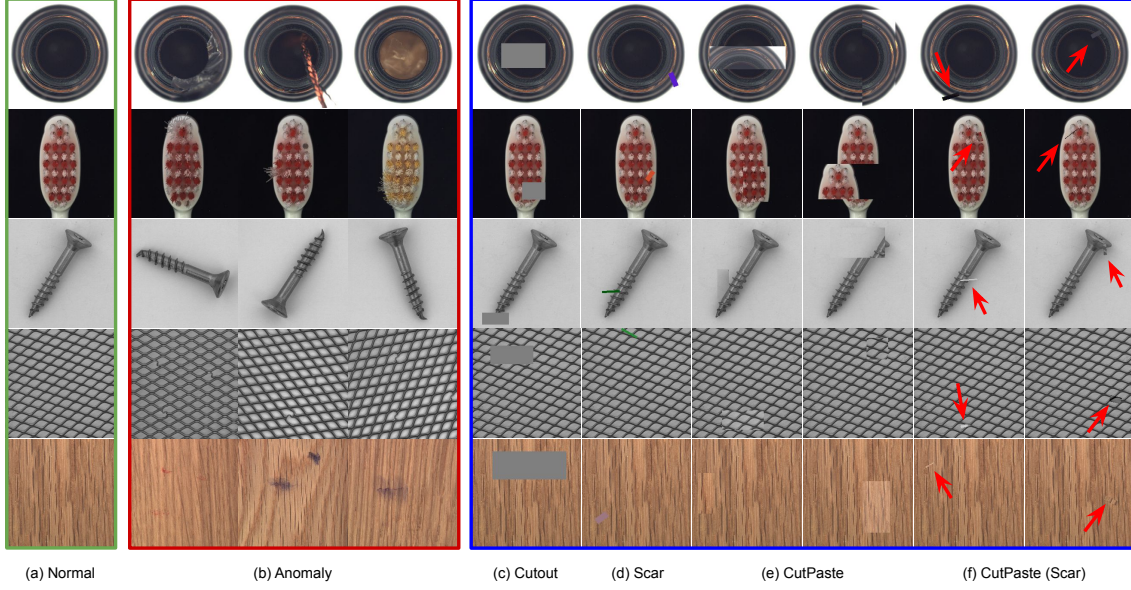 (a) Normal
(b) Anomaly
(c) Cutout
(d) Scar
(e) CutPaste
(f) CutPaste (Scar)